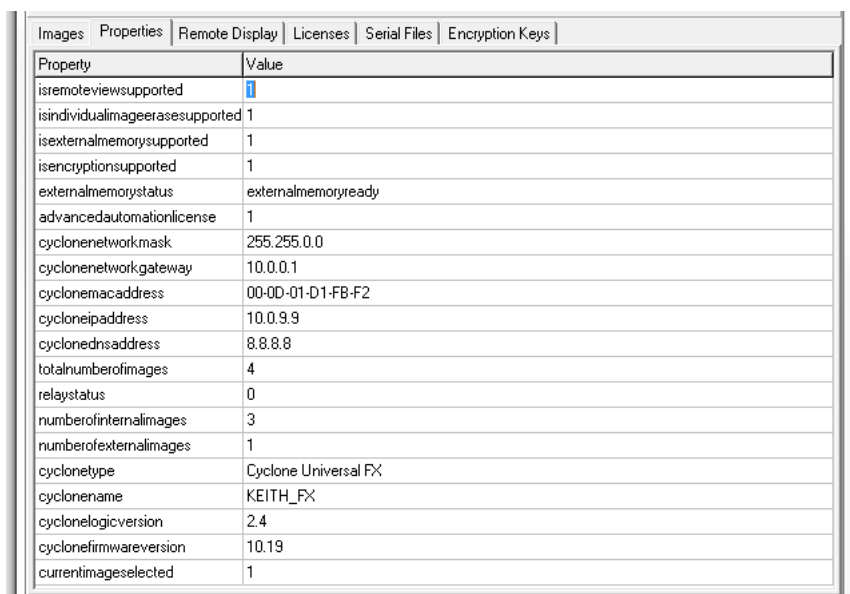 Images Properties Remote Display Licenses Serial Files Encryption Keys
Property Value
isremoteviewsupported 1
isindividualimageerasesupported 1
isexternalmemorysupported 1
isencryptionsupported 1
externalmemorystatus externalmemoryready
advancedautomationlicense 1
cyclonenetworkmask 255.255.0.0
cyclonenetworkgateway 10.0.0.1
cyclonemacaddress 00-0D-01-D1-FB-F2
cycloneipaddress 10.0.9.9
cyclonednsaddress 8.8.8.8
totalnumberofimages 4
relaystatus 0
numberofinternalimages 3
numberofexternalimages 1
cyclonetype Cyclone Universal FX
cyclonename KEITH_FX
cyclonelogicversion 2.4
cyclonefirmwareversion 10.19
currentimageselected 1